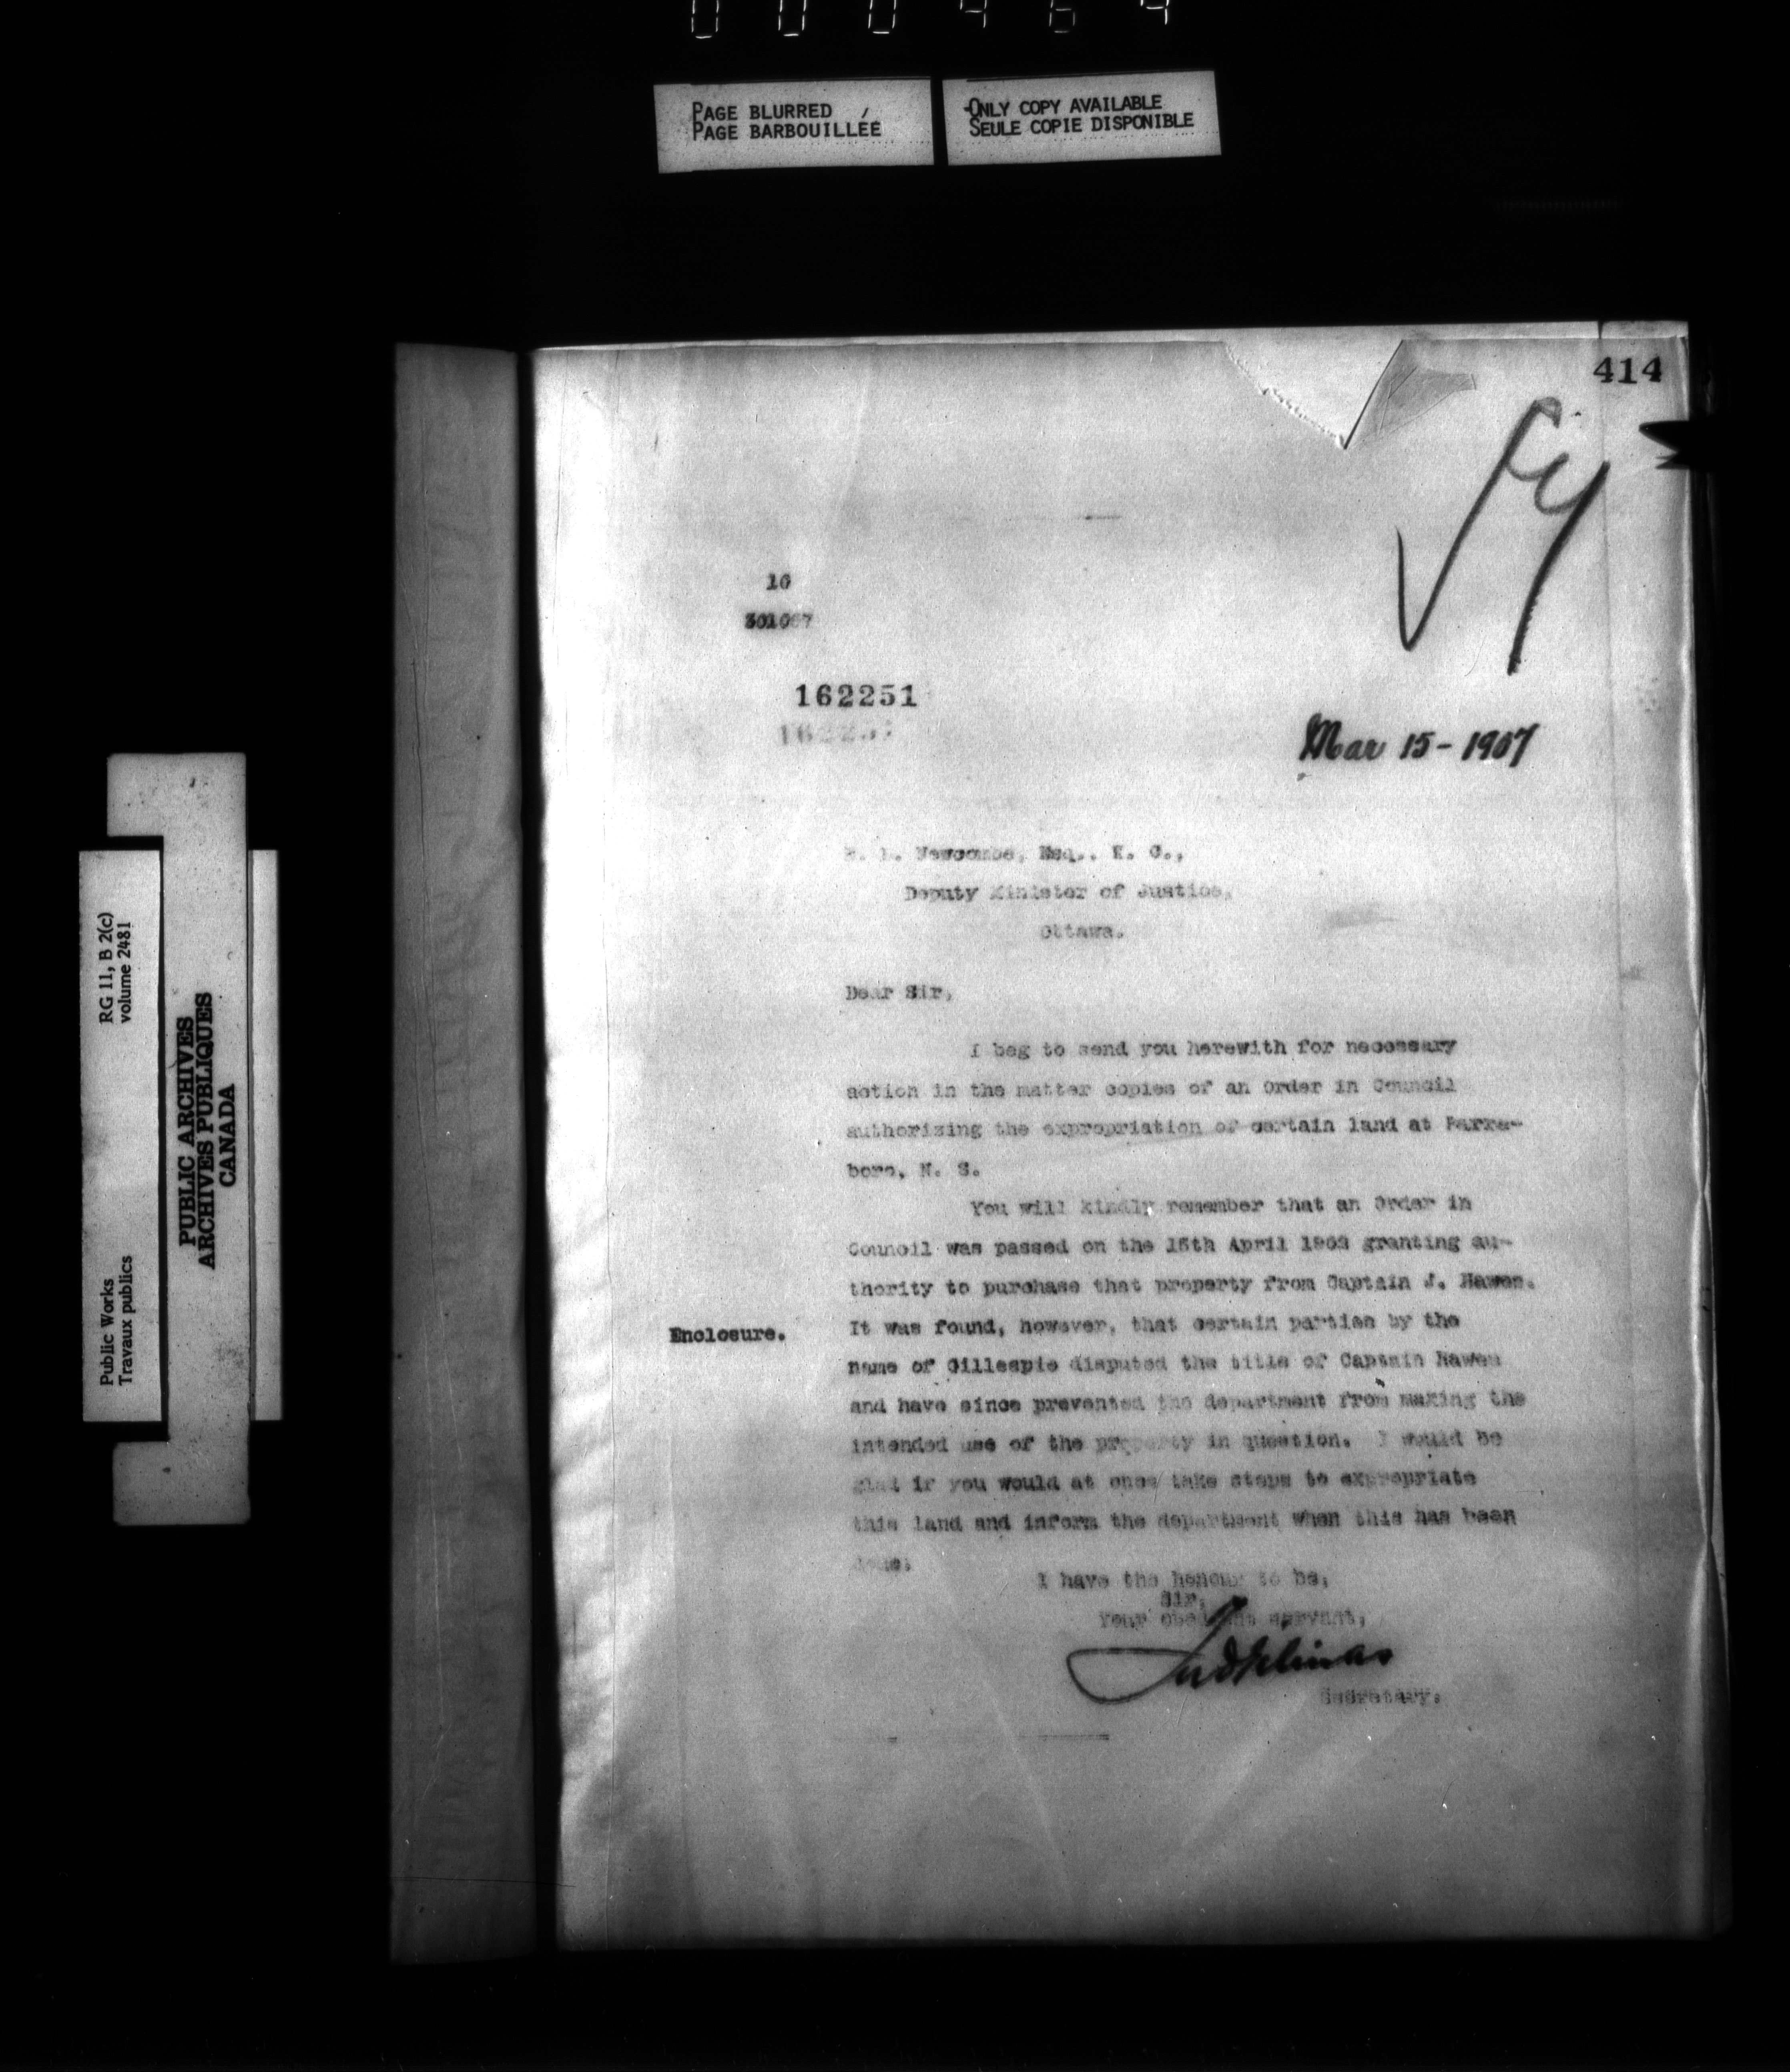 PAGE BLURRED
PAGE BARBOUILLÉE
ONLY COPY AVAILABLE
SEULE COPIE DISPONIBLE
414
10
162251
Mar 15 - 1907
Newcombe, Esq., K. C.,
Deputy Minister of Justice,
Ottawa.
Dear Sir,
I beg to send you herewith for necessary
action in the matter copies of an Order in Council
authorizing the expropriation of certain land at Parrs-
boro, N. S.
You will kindly remember that an Order in
Council was passed on the 15th April granting au-
thority to purchase that property from Captain J. Hawes.
Enclosure.
It was found, however, that certain parties by the
name of Gillespie disputed the title of Captain Hawes
and have since prevented the department from making the
intended use of the property in question. I would be
glad if you would at once take steps to expropriate
this land and inform the department when this has been
done.
I have the honour to be,
Sir,
Your obedient servant,
Secretary.
RG 11, B 2(c)
volume 2481
PUBLIC ARCHIVES
ARCHIVES PUBLIQUES
CANADA
Public Works
Travaux publics